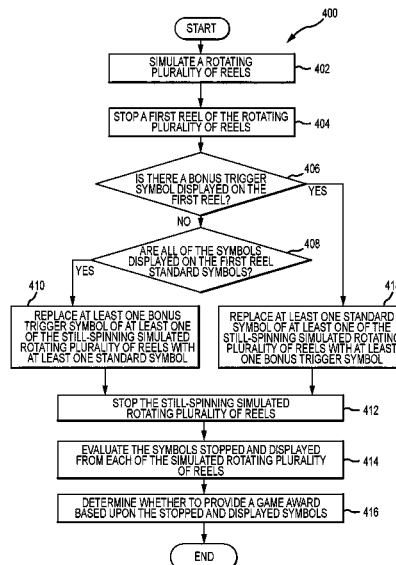 400
START
SIMULATE A ROTATING
PLURALITY OF REELS
402
STOP A FIRST REEL OF THE ROTATING
PLURALITY OF REELS
404
406
IS THERE A BONUS TRIGGER
SYMBOL DISPLAYED ON THE
FIRST REEL?
YES
NO
408
ARE ALL OF THE SYMBOLS
DISPLAYED ON THE FIRST REEL
STANDARD SYMBOLS?
YES
410
REPLACE AT LEAST ONE BONUS
TRIGGER SYMBOL OF AT LEAST ONE
OF THE STILL-SPINNING SIMULATED
ROTATING PLURALITY OF REELS WITH
AT LEAST ONE STANDARD SYMBOL
REPLACE AT LEAST ONE STANDARD
SYMBOL OF AT LEAST ONE OF THE
STILL-SPINNING SIMULATED ROTATING
PLURALITY OF REELS WITH AT LEAST
ONE BONUS TRIGGER SYMBOL
STOP THE STILL-SPINNING SIMULATED
ROTATING PLURALITY OF REELS
412
EVALUATE THE SYMBOLS STOPPED AND DISPLAYED
FROM EACH OF THE SIMULATED ROTATING PLURALITY
OF REELS
414
DETERMINE WHETHER TO PROVIDE A GAME AWARD
BASED UPON THE STOPPED AND DISPLAYED SYMBOLS
416
END